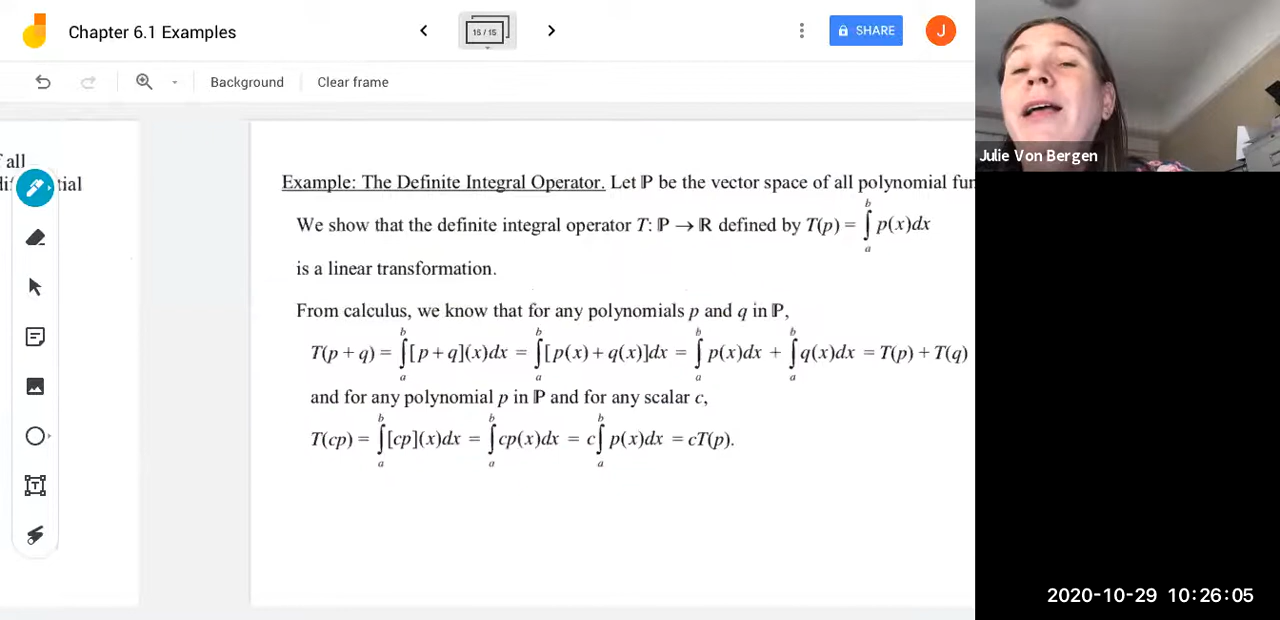 Chapter 6.1 Examples
15 / 15
SHARE
J
Background
Clear frame
all
tial
Julie Von Bergen
Example: The Definite Integral Operator. Let ℙ be the vector space of all polynomial fun
We show that the definite integral operator T: ℙ → ℝ defined by T(p) = ∫_a^b p(x)dx
is a linear transformation.
From calculus, we know that for any polynomials p and q in ℙ,
T(p + q) = ∫_a^b [p + q](x)dx = ∫_a^b [p(x) + q(x)]dx = ∫_a^b p(x)dx + ∫_a^b q(x)dx = T(p) + T(q)
and for any polynomial p in ℙ and for any scalar c,
T(cp) = ∫_a^b [cp](x)dx = ∫_a^b cp(x)dx = c∫_a^b p(x)dx = cT(p).
2020-10-29 10:26:05